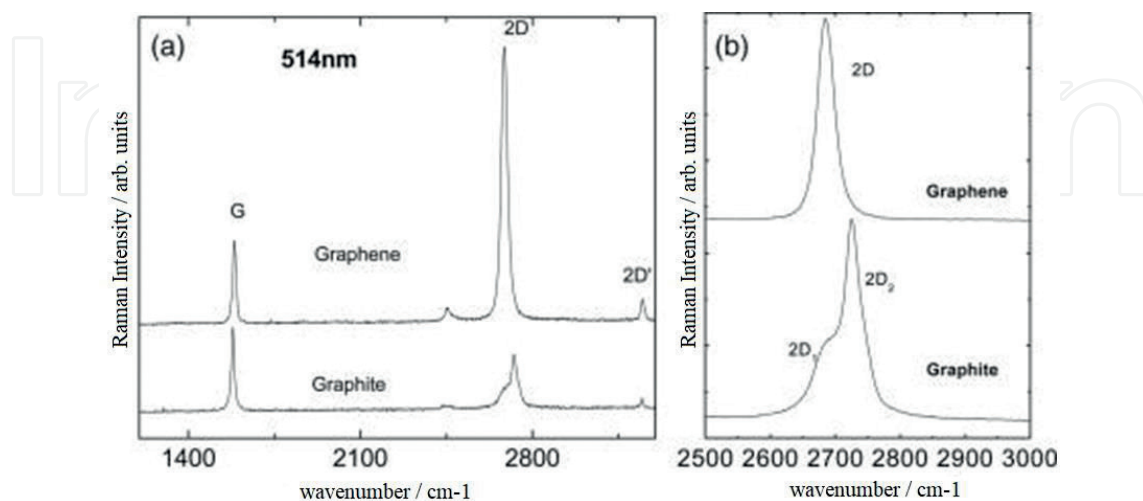 (a)
514nm
2D
G
Graphene
2D'
Graphite
Raman Intensity / arb. units
1400 2100 2800
wavenumber / cm-1
(b)
2D
Graphene
2D₂
2D₁
Graphite
Raman Intensity / arb. units
2500 2600 2700 2800 2900 3000
wavenumber / cm-1